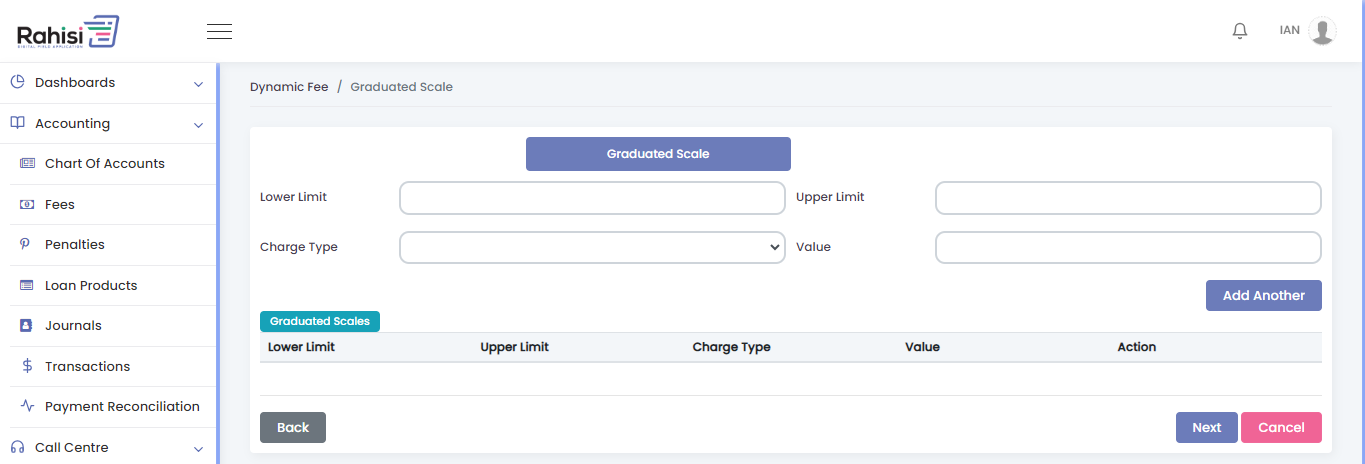 Rahisi
DIGITAL FIELD APPLICATION
IAN
Dashboards
Accounting
Chart Of Accounts
Fees
Penalties
Loan Products
Journals
Transactions
Payment Reconciliation
Call Centre
Dynamic Fee / Graduated Scale
Graduated Scale
Lower Limit Upper Limit
Charge Type Value
Add Another
Graduated Scales
Lower Limit Upper Limit Charge Type Value Action
Back Next Cancel